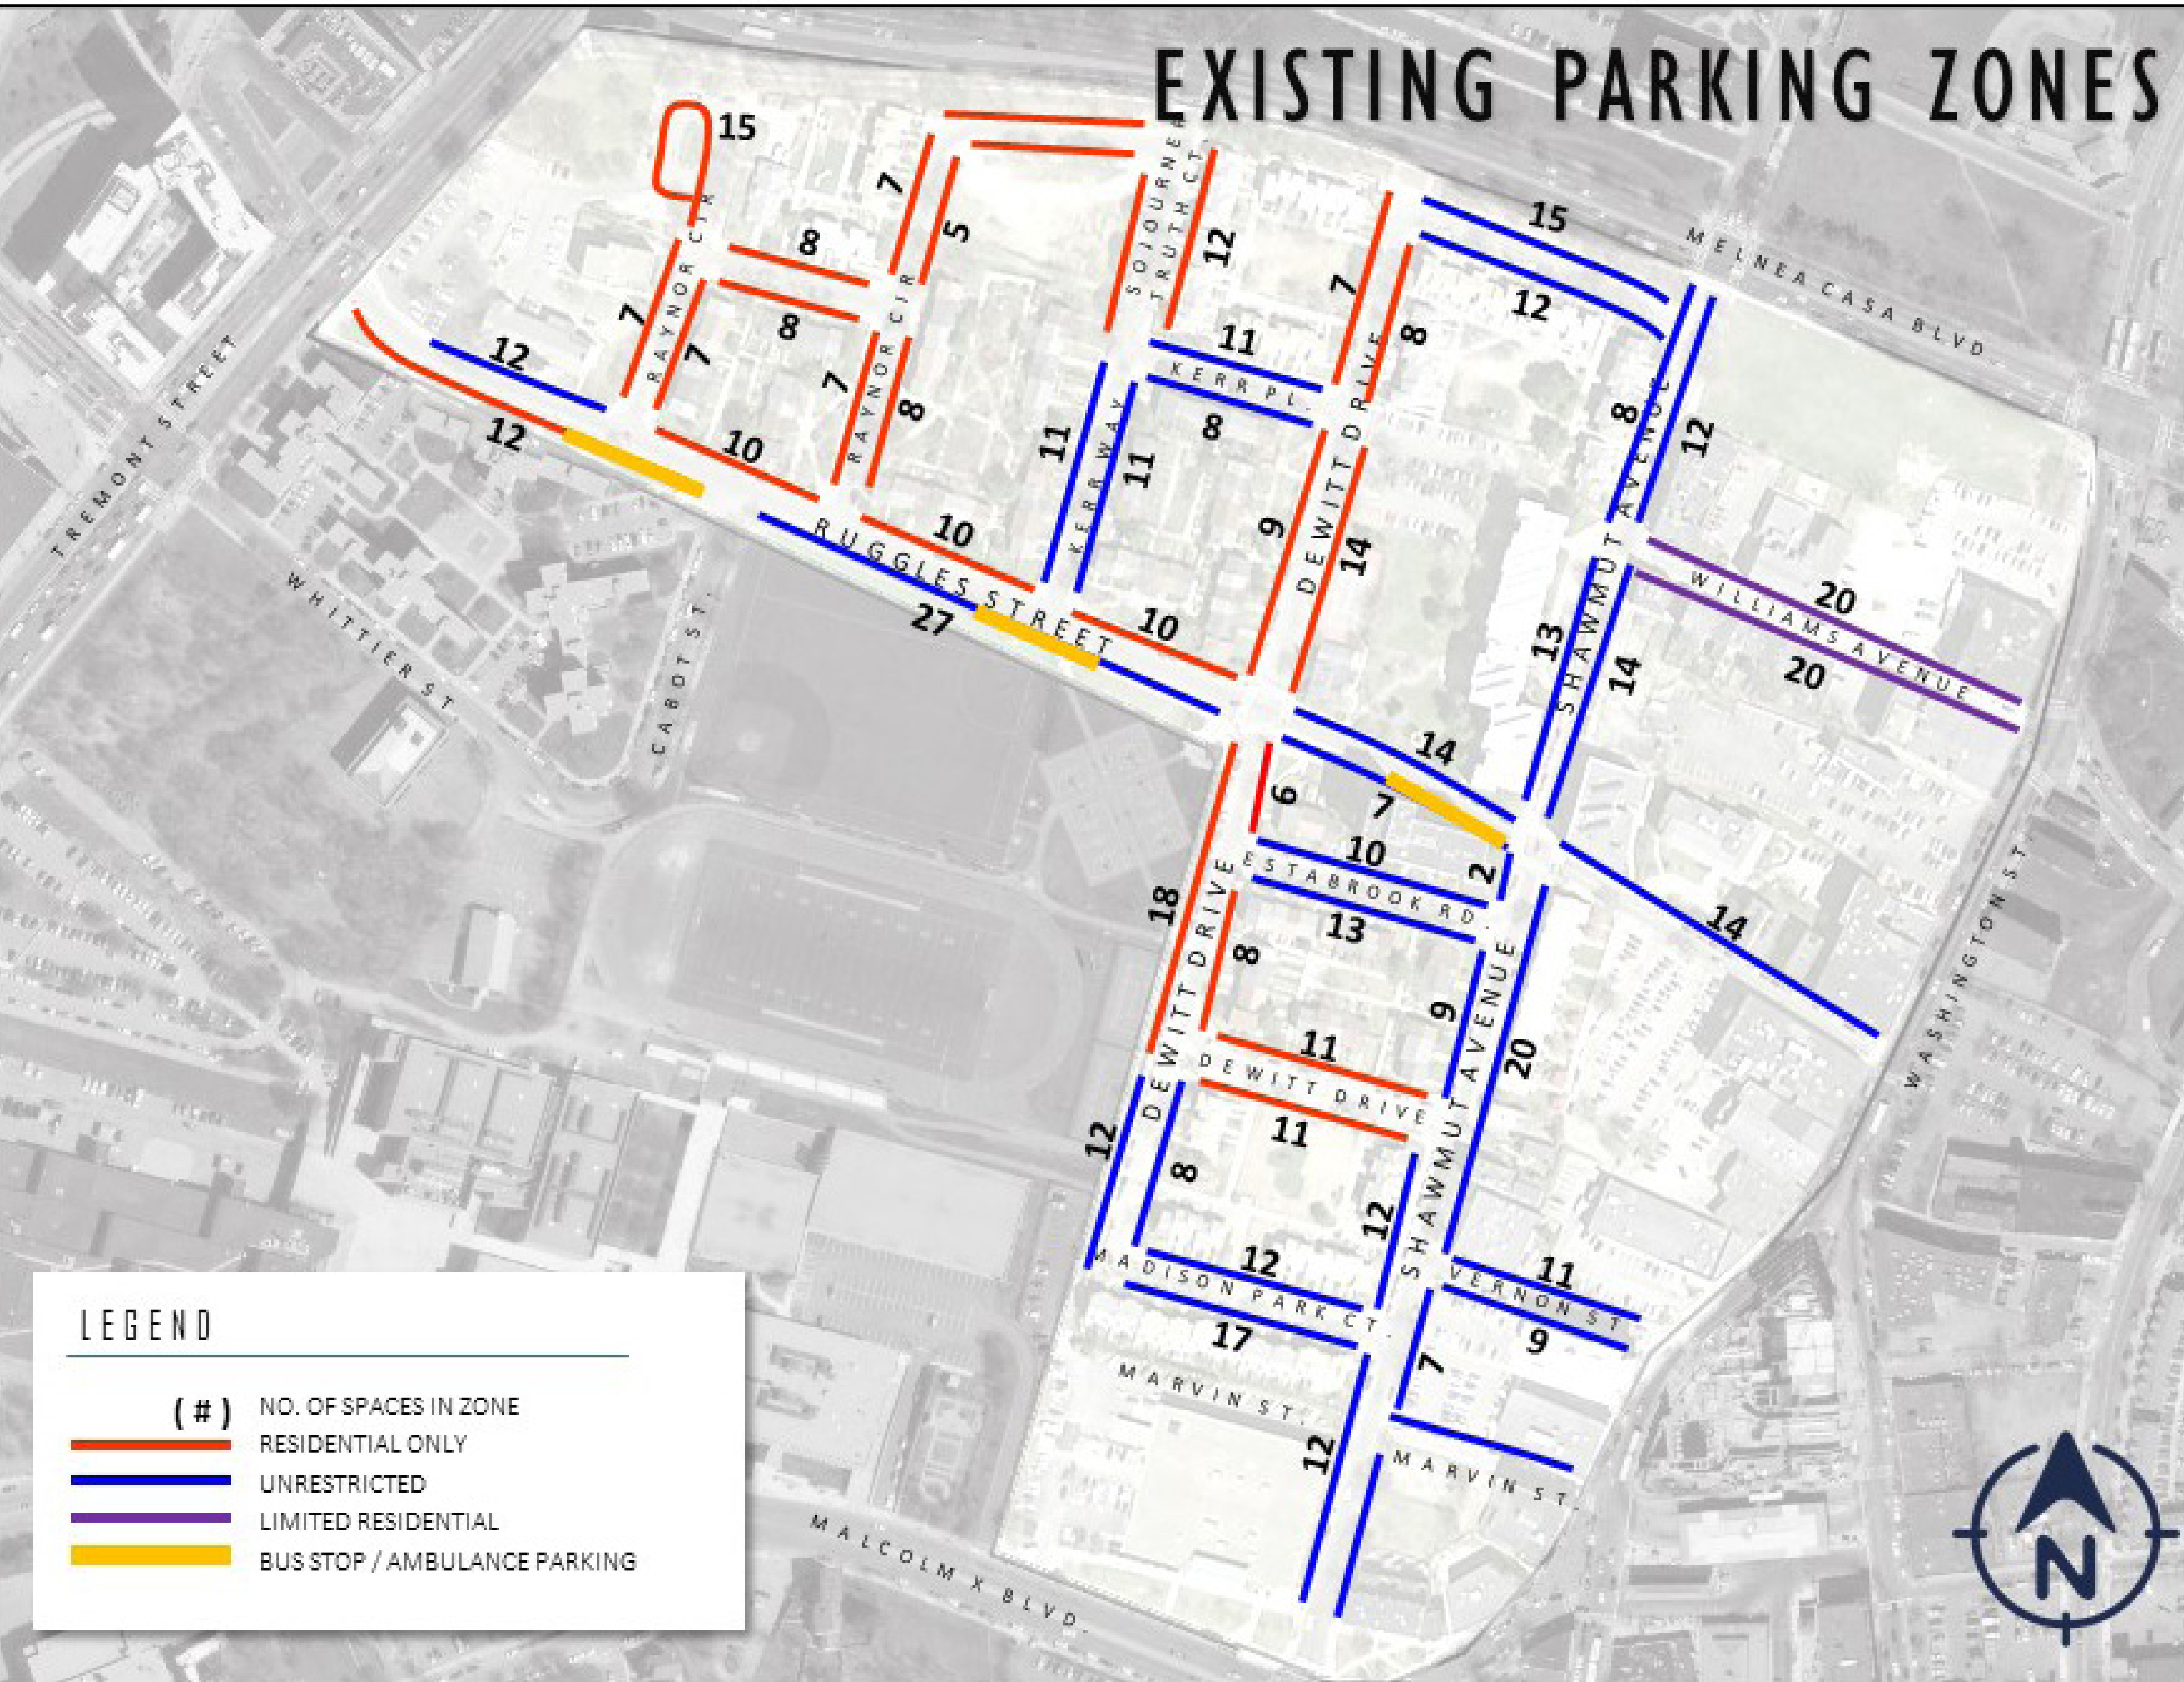 EXISTING PARKING ZONES
15
RAYNOR CIR
7
5
8
8
7
RAYNOR CIR
7
7
RAYNOR CIR
8
SOJOURNER
TRUTH CT.
12
7
8
15
12
MELNEA CASA BLVD.
12
12
10
10
10
RUGGLES STREET
27
TREMONT STREET
WHITTIER ST
CABOT ST.
11
KERR WAY
11
11
KERR PL.
8
9
DEWITT DRIVE
14
8
SHAWMUT AVENUE
12
13
14
20
WILLIAMS AVENUE
20
14
7
6
2
10
ESTABROOK RD.
13
14
WASHINGTON ST.
18
DEWITT DRIVE
8
9
SHAWMUT AVENUE
20
11
DEWITT DRIVE
11
12
8
12
12
MADISON PARK CT.
17
11
VERNON ST
9
7
MARVIN ST.
12
MARVIN ST.
MALCOLM X BLVD.
LEGEND
(#) NO. OF SPACES IN ZONE
RESIDENTIAL ONLY
UNRESTRICTED
LIMITED RESIDENTIAL
BUS STOP / AMBULANCE PARKING
N